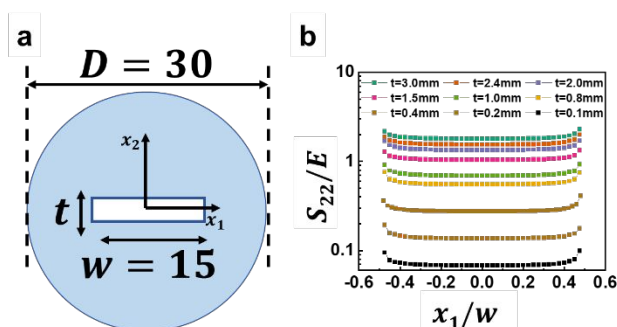 a
D = 30
x₂
t
x₁
w = 15
b
t=3.0mm t=2.4mm t=2.0mm
t=1.5mm t=1.0mm t=0.8mm
t=0.4mm t=0.2mm t=0.1mm
10
1
0.1
S₂₂/E
-0.6 -0.4 -0.2 0.0 0.2 0.4 0.6
x₁/w